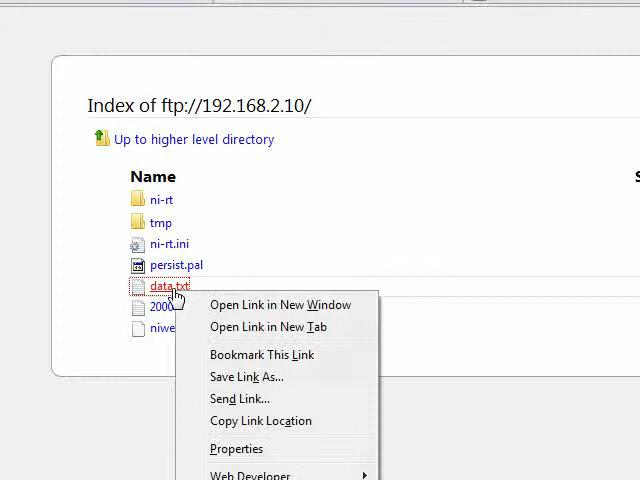 Index of ftp://192.168.2.10/
Up to higher level directory
Name
ni-rt
tmp
ni-rt.ini
persist.pal
data.txt
2000
niwe
Open Link in New Window
Open Link in New Tab
Bookmark This Link
Save Link As...
Send Link...
Copy Link Location
Properties
Web Developer